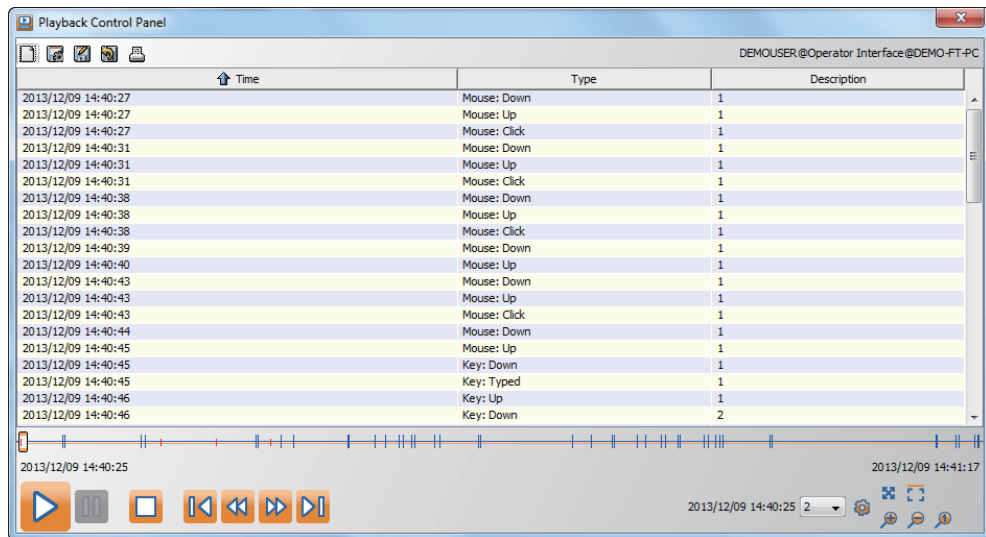 Playback Control Panel
DEMOUSER@Operator Interface@DEMO-FT-PC
Time Type Description
2013/12/09 14:40:27 Mouse: Down 1
2013/12/09 14:40:27 Mouse: Up 1
2013/12/09 14:40:27 Mouse: Click 1
2013/12/09 14:40:31 Mouse: Down 1
2013/12/09 14:40:31 Mouse: Up 1
2013/12/09 14:40:31 Mouse: Click 1
2013/12/09 14:40:38 Mouse: Down 1
2013/12/09 14:40:38 Mouse: Up 1
2013/12/09 14:40:38 Mouse: Click 1
2013/12/09 14:40:39 Mouse: Down 1
2013/12/09 14:40:40 Mouse: Up 1
2013/12/09 14:40:43 Mouse: Down 1
2013/12/09 14:40:43 Mouse: Up 1
2013/12/09 14:40:43 Mouse: Click 1
2013/12/09 14:40:44 Mouse: Down 1
2013/12/09 14:40:45 Mouse: Up 1
2013/12/09 14:40:45 Key: Down 1
2013/12/09 14:40:45 Key: Typed 1
2013/12/09 14:40:46 Key: Up 1
2013/12/09 14:40:46 Key: Down 2
2013/12/09 14:40:25 2013/12/09 14:41:17
2013/12/09 14:40:25 2